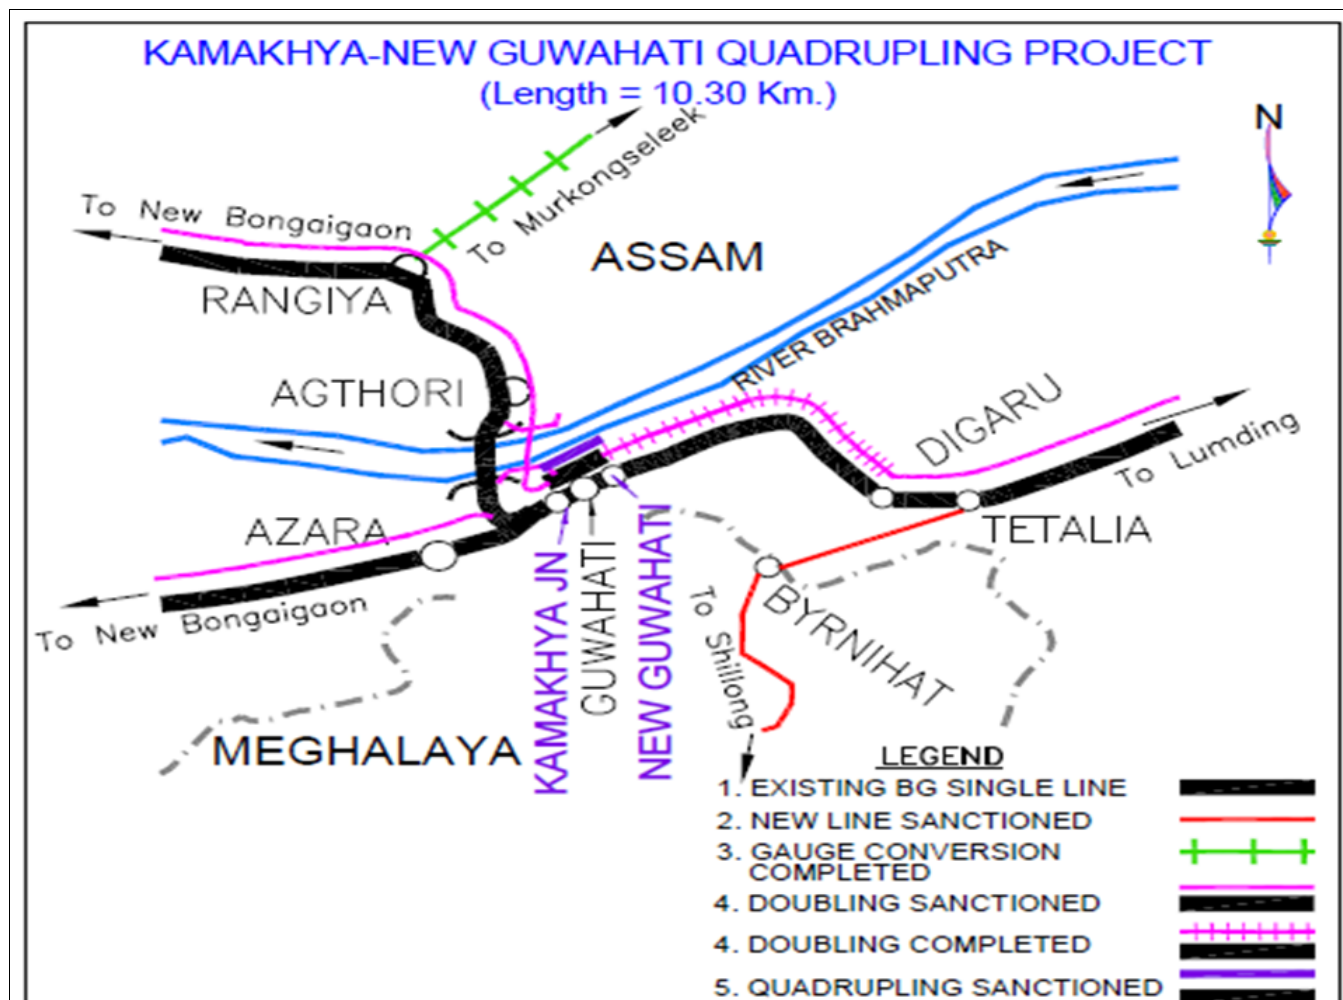 KAMAKHYA-NEW GUWAHATI QUADRUPLING PROJECT
(Length = 10.30 Km.)
N
To Murkongseleek
To New Bongaigaon
ASSAM
RANGIYA
RIVER BRAHMAPUTRA
AGTHORI
DIGARU
To Lumding
AZARA
TETALIA
To New Bongaigaon
KAMAKHYA JN
GUWAHATI
NEW GUWAHATI
To Shillong
BYRNIHAT
MEGHALAYA
LEGEND
1. EXISTING BG SINGLE LINE
2. NEW LINE SANCTIONED
3. GAUGE CONVERSION
COMPLETED
4. DOUBLING SANCTIONED
4. DOUBLING COMPLETED
5. QUADRUPLING SANCTIONED